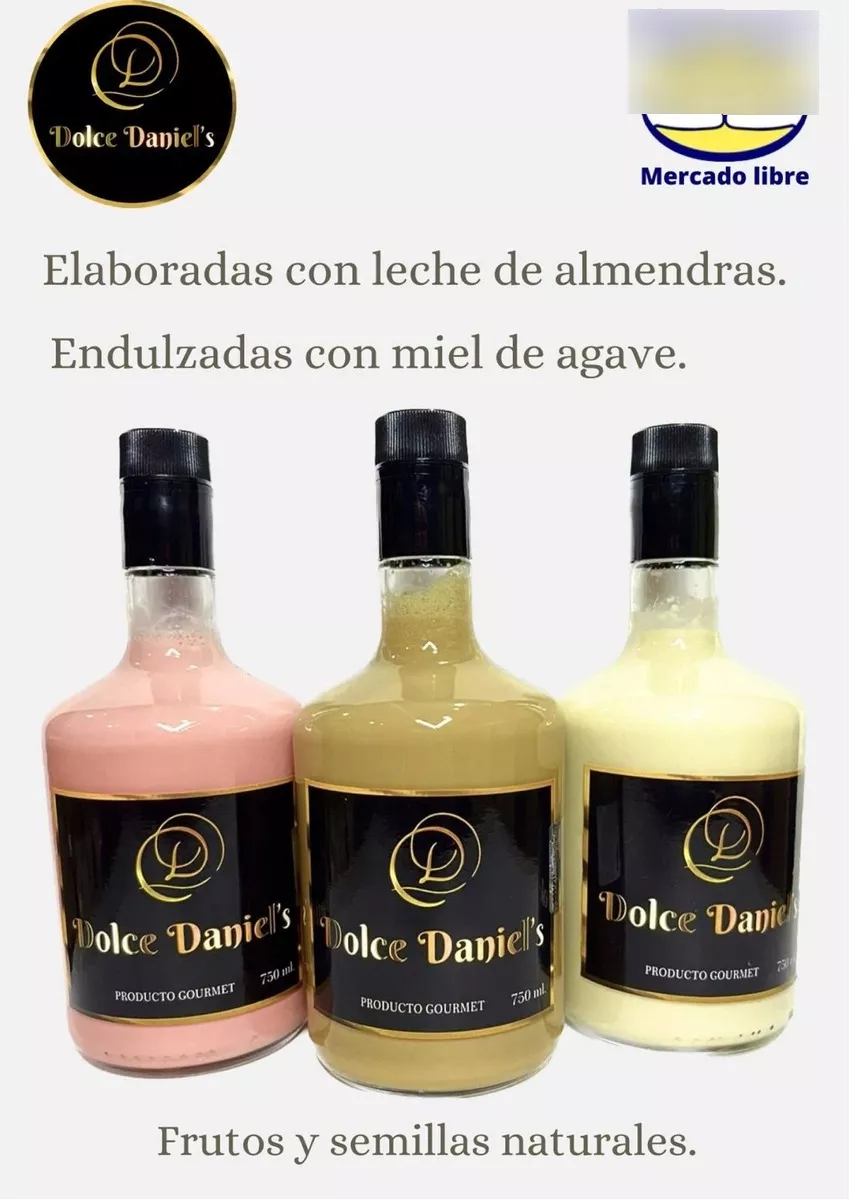 Dolce Daniel's
Mercado libre
Elaboradas con leche de almendras.
Endulzadas con miel de agave.
Dolce Daniel's
PRODUCTO GOURMET 750 ml.
Dolce Daniel's
PRODUCTO GOURMET 750 ml.
Dolce Daniel's
PRODUCTO GOURMET
Frutos y semillas naturales.